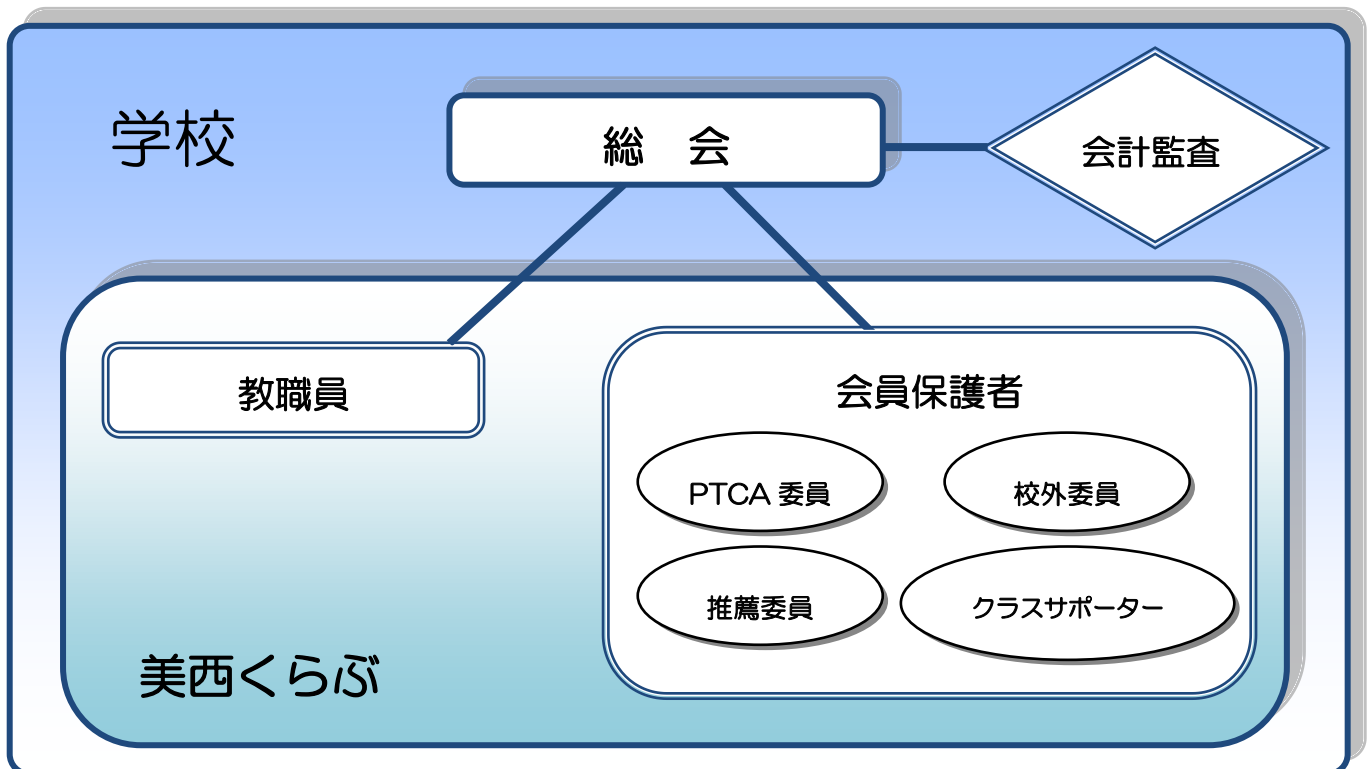 学校
総　会
会計監査
教職員
会員保護者
PTCA 委員
校外委員
推薦委員
クラスサポーター
美西くらぶ